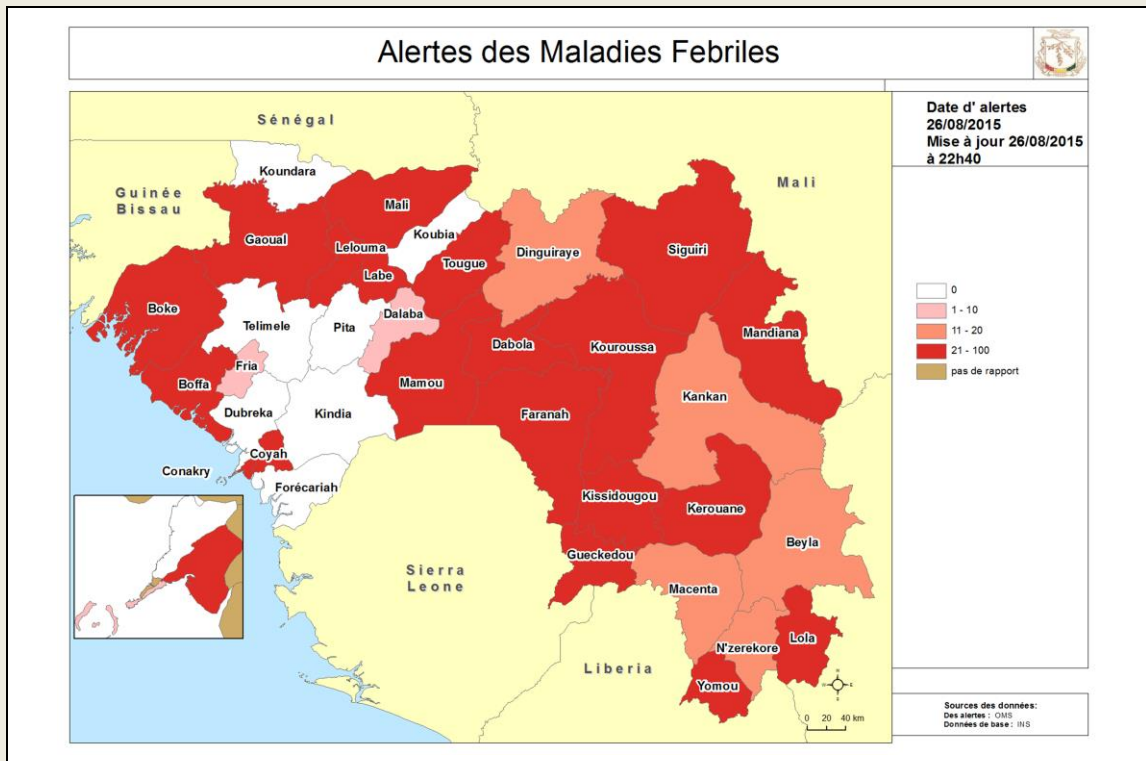 Alertes des Maladies Febriles
Date d' alertes
26/08/2015
Mise à jour 26/08/2015
à 22h40
Sénégal
Koundara
Guinée
Bissau
Mali
Mali
Koubia
Gaoual
Lelouma
Dinguiraye
Siguiri
Tougue
Labe
Boke
Dalaba
Telimele
Pita
Mandiana
Dabola
Kouroussa
Fria
Boffa
Mamou
Kankan
Dubreka
Kindia
Faranah
Coyah
Conakry
Forécariah
Kissidougou
Kerouane
Beyla
Gueckedou
Sierra
Leone
Macenta
Lola
N'zerekore
Liberia
Yomou
0 20 40 km
0
1 - 10
11 - 20
21 - 100
pas de rapport
Sources des données:
Des alertes : OMS
Données de base : INS